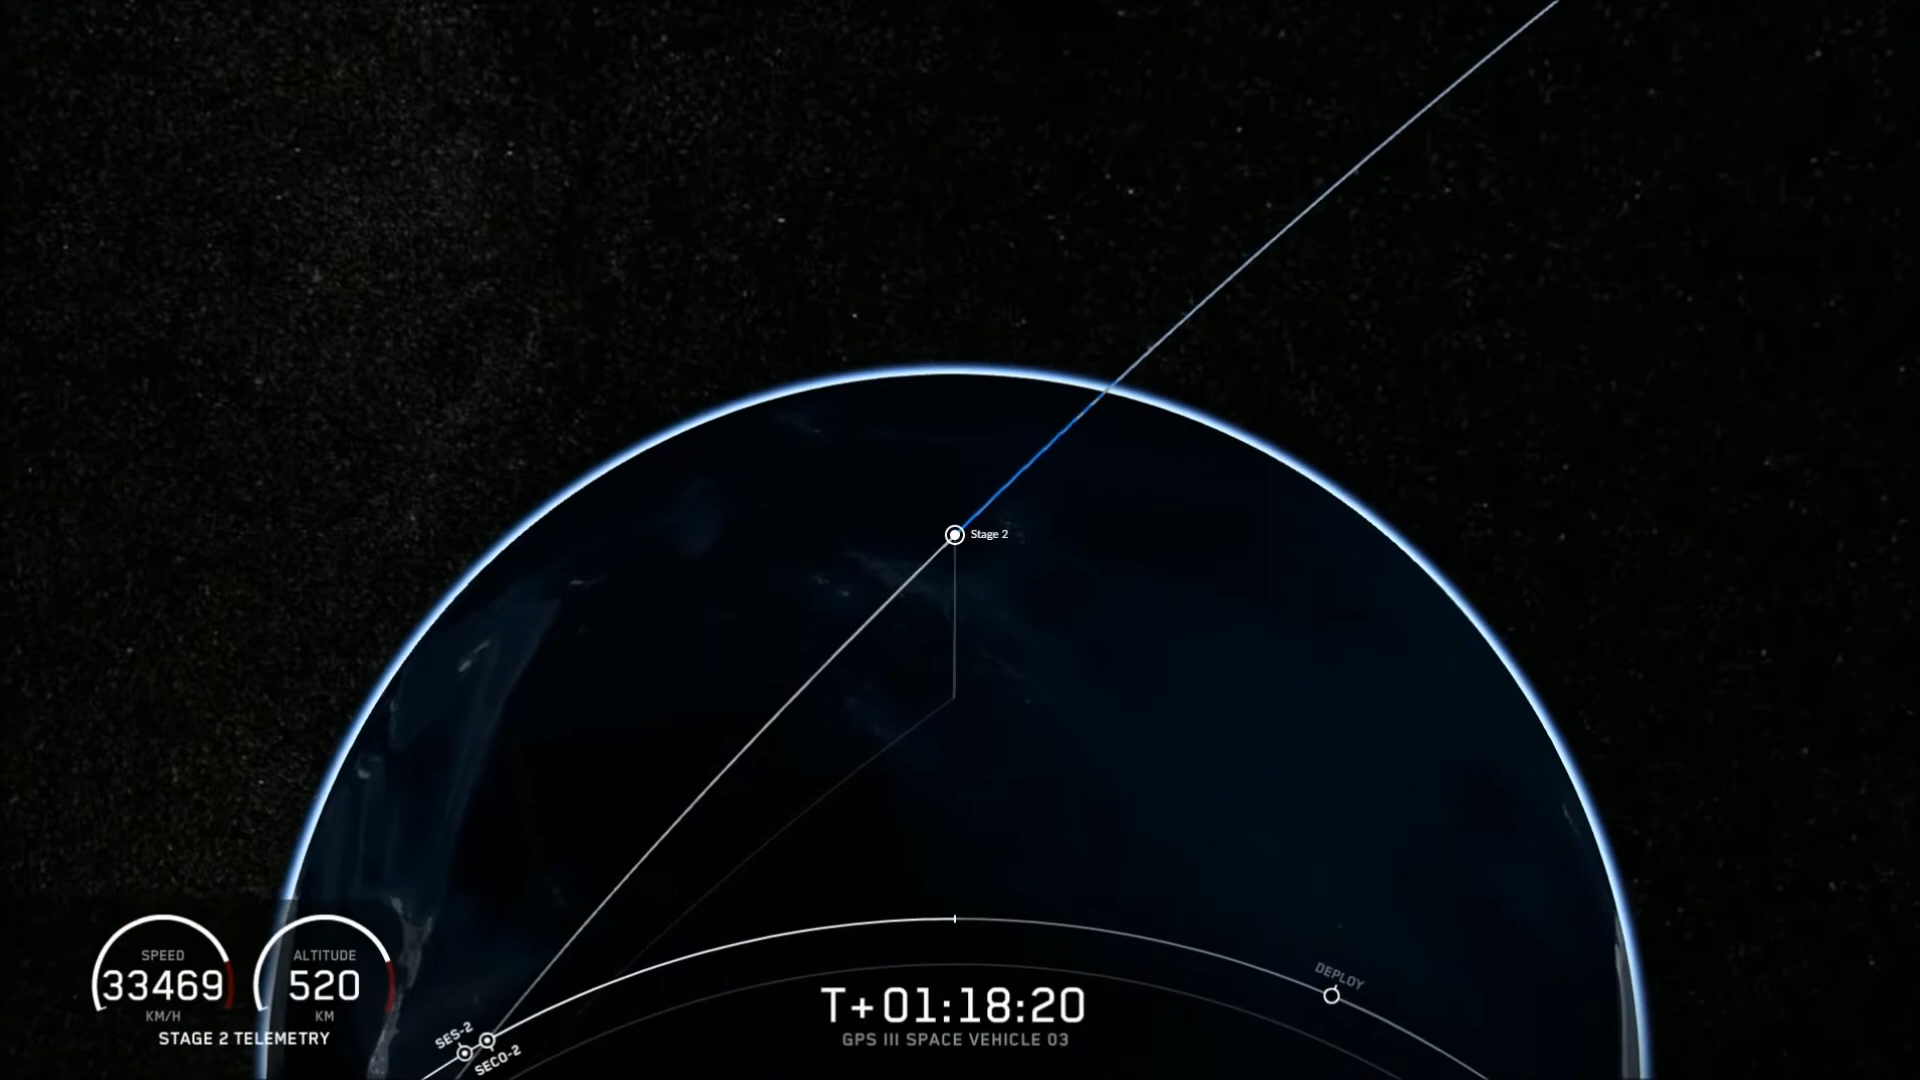 Stage 2
SPEED
33469
KM/H
ALTITUDE
520
KM
STAGE 2 TELEMETRY
SES-2
SECO-2
T+01:18:20
GPS III SPACE VEHICLE 03
DEPLOY